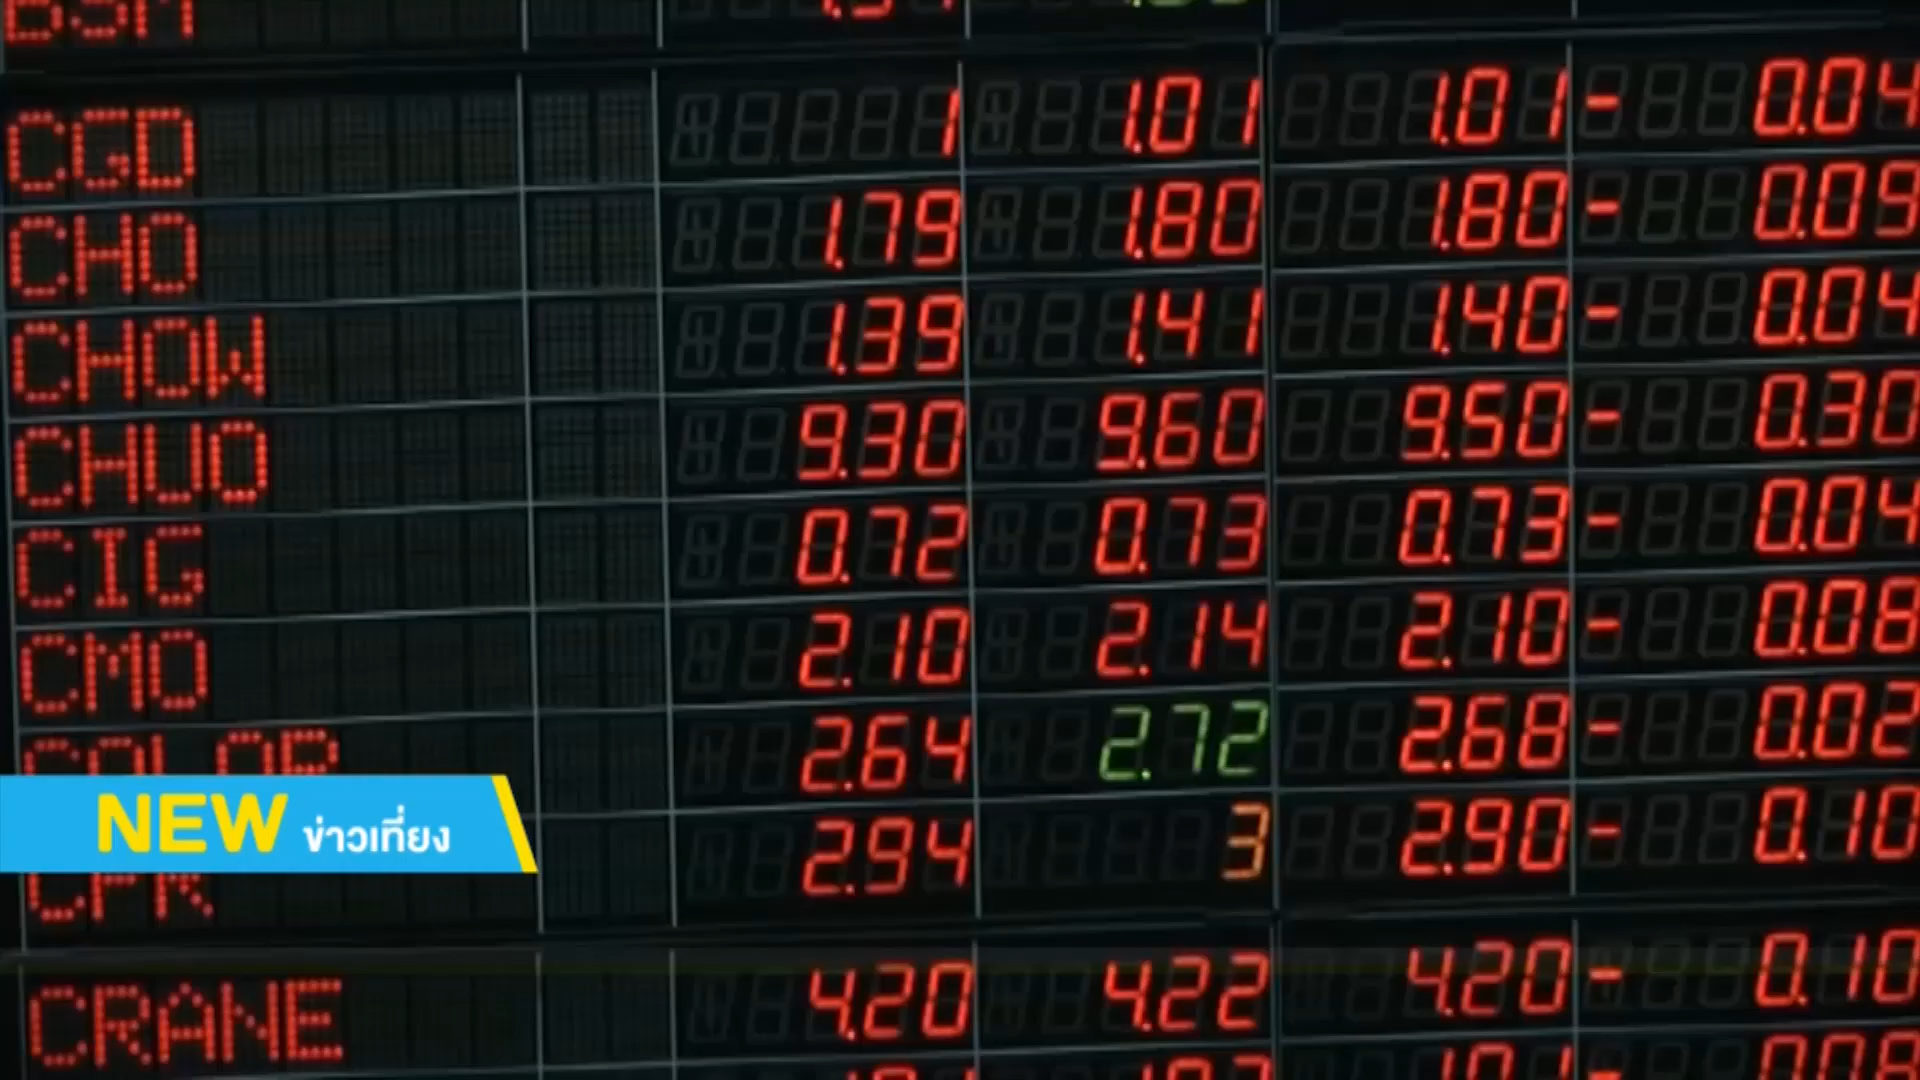 CGD 1 1.01 1.01 - 0.04
CHO 1.79 1.80 1.80 - 0.09
CHOW 1.39 1.41 1.40 - 0.04
CHUO 9.30 9.60 9.50 - 0.30
CIG 0.72 0.73 0.73 - 0.04
CMO 2.10 2.14 2.10 - 0.08
COLOR 2.64 2.72 2.68 - 0.02
NEW ข่าวเที่ยง
CPR 2.94 3 2.90 - 0.10
CRANE 4.20 4.22 4.20 - 0.10